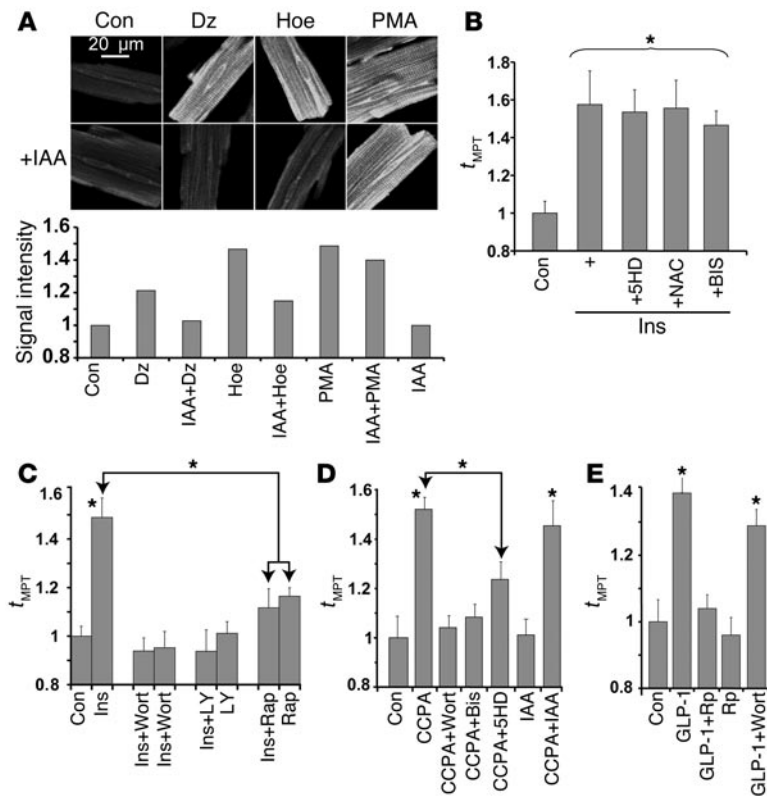 A
Con Dz Hoe PMA
20 µm
+IAA
Signal intensity
1.6
1.4
1.2
1
0.8
Con
Dz
IAA+Dz
Hoe
IAA+Hoe
PMA
IAA+PMA
IAA
B
*
tMPT
1.8
1.6
1.4
1.2
1
0.8
Con
+
+5HD
+NAC
+BIS
Ins
C
*
*
tMPT
1.6
1.4
1.2
1
0.8
Con
Ins
Ins+Wort
Ins+Wort
Ins+LY
LY
Ins+Rap
Rap
D
*
*
*
tMPT
1.6
1.4
1.2
1
0.8
Con
CCPA
CCPA+Wort
CCPA+Bis
CCPA+5HD
IAA
CCPA+IAA
E
*
*
tMPT
1.4
1.2
1
0.8
Con
GLP-1
GLP-1+Rp
Rp
GLP-1+Wort